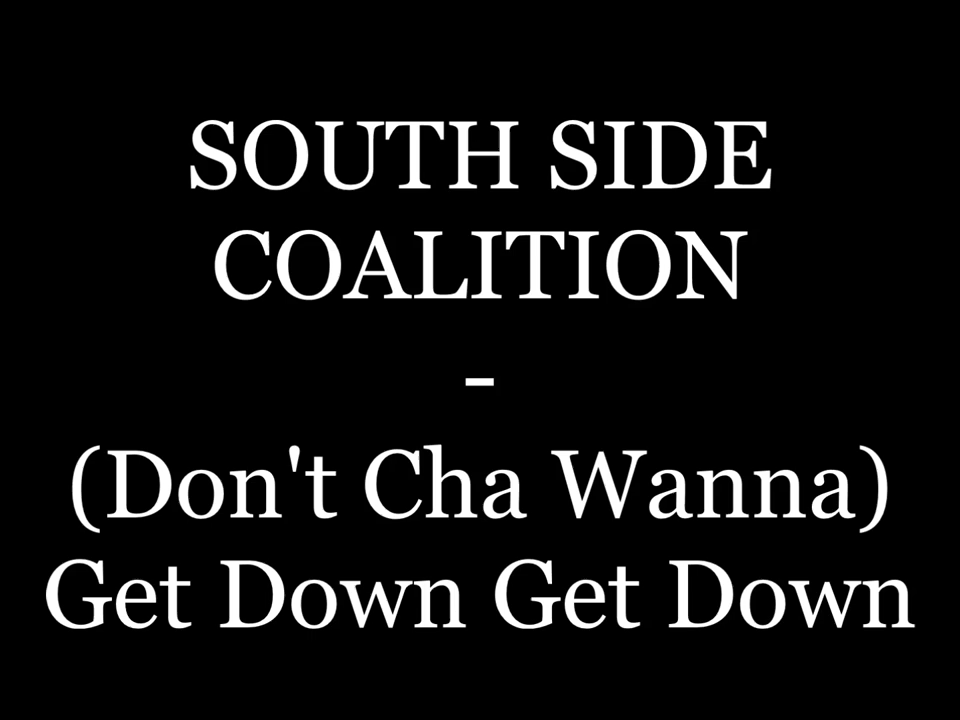 SOUTH SIDE
COALITION
-
(Don't Cha Wanna)
Get Down Get Down